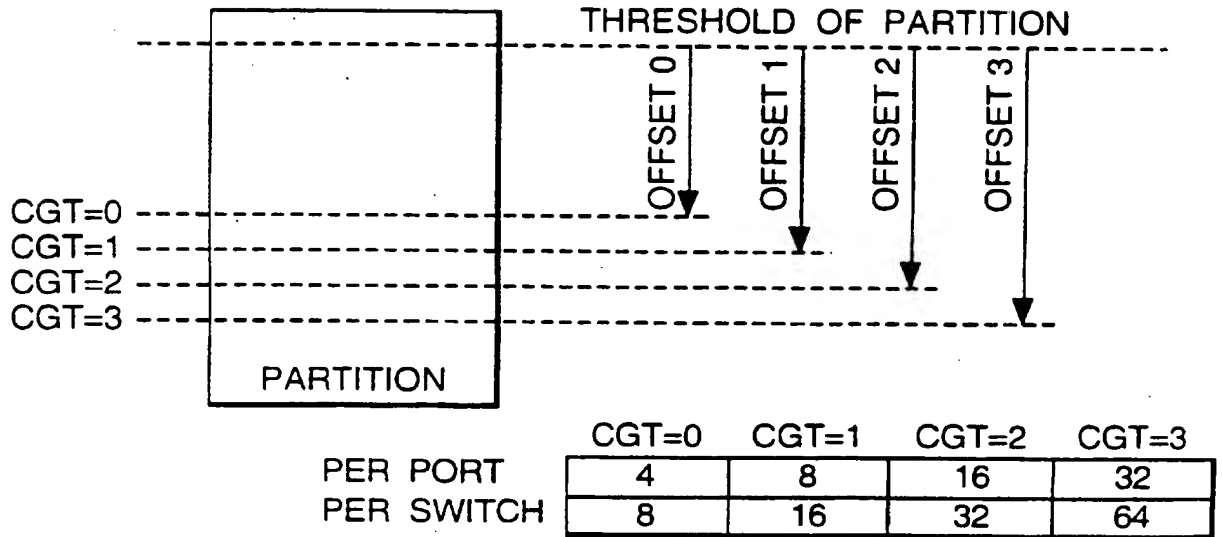 THRESHOLD OF PARTITION
OFFSET 0
OFFSET 1
OFFSET 2
OFFSET 3
CGT=0
CGT=1
CGT=2
CGT=3
PARTITION
CGT=0 CGT=1 CGT=2 CGT=3
PER PORT 4 8 16 32
PER SWITCH 8 16 32 64